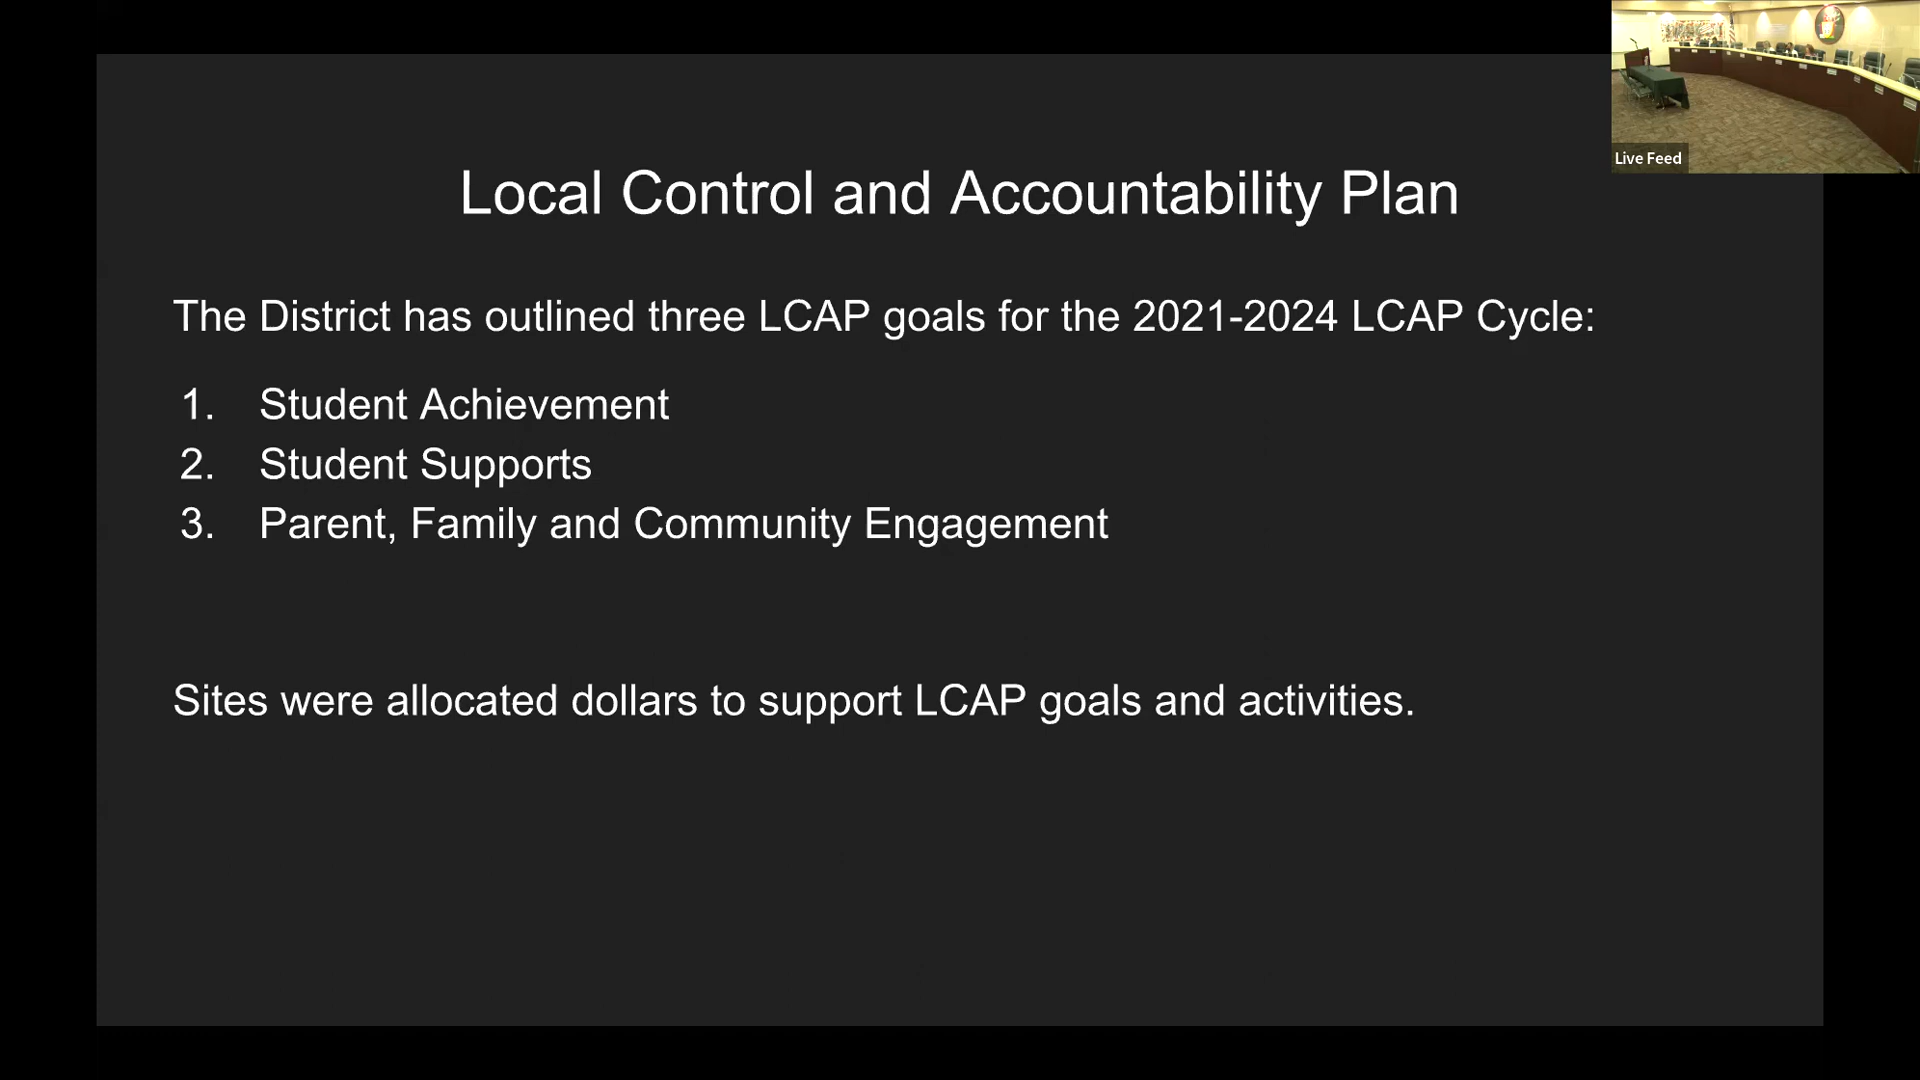 Live Feed
Local Control and Accountability Plan
The District has outlined three LCAP goals for the 2021-2024 LCAP Cycle:
1. Student Achievement
2. Student Supports
3. Parent, Family and Community Engagement
Sites were allocated dollars to support LCAP goals and activities.